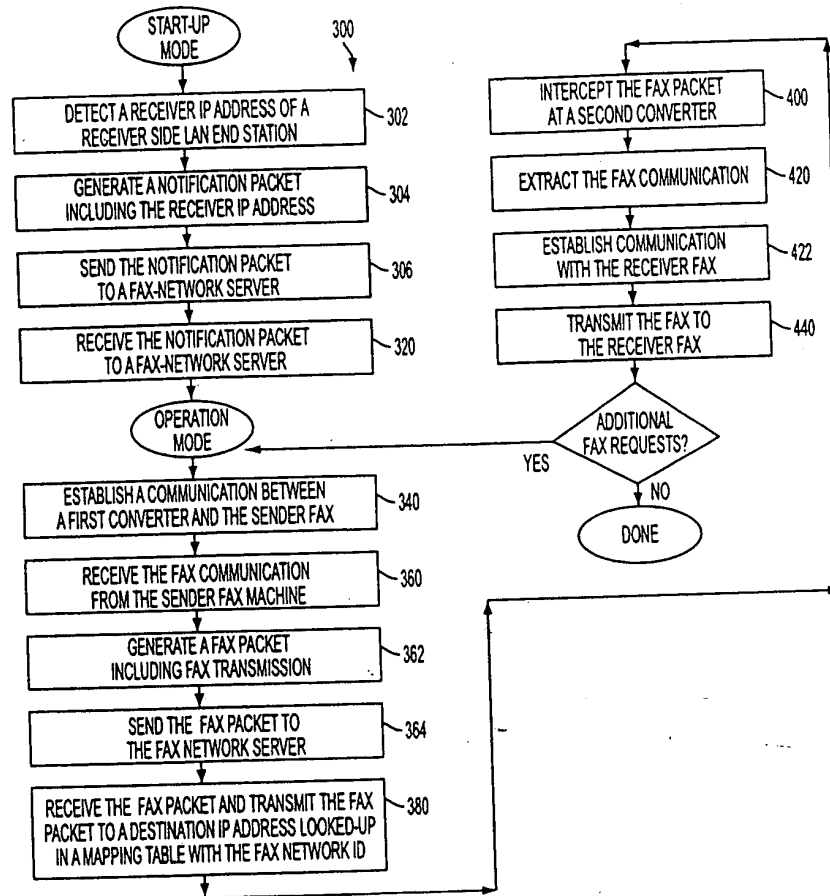 START-UP
MODE
300
DETECT A RECEIVER IP ADDRESS OF A
RECEIVER SIDE LAN END STATION
302
GENERATE A NOTIFICATION PACKET
INCLUDING THE RECEIVER IP ADDRESS
304
SEND THE NOTIFICATION PACKET
TO A FAX-NETWORK SERVER
306
RECEIVE THE NOTIFICATION PACKET
TO A FAX-NETWORK SERVER
320
OPERATION
MODE
ESTABLISH A COMMUNICATION BETWEEN
A FIRST CONVERTER AND THE SENDER FAX
340
RECEIVE THE FAX COMMUNICATION
FROM THE SENDER FAX MACHINE
360
GENERATE A FAX PACKET
INCLUDING FAX TRANSMISSION
362
SEND THE FAX PACKET TO
THE FAX NETWORK SERVER
364
RECEIVE THE FAX PACKET AND TRANSMIT THE FAX
PACKET TO A DESTINATION IP ADDRESS LOOKED-UP
IN A MAPPING TABLE WITH THE FAX NETWORK ID
380
INTERCEPT THE FAX PACKET
AT A SECOND CONVERTER
400
EXTRACT THE FAX COMMUNICATION
420
ESTABLISH COMMUNICATION
WITH THE RECEIVER FAX
422
TRANSMIT THE FAX TO
THE RECEIVER FAX
440
ADDITIONAL
FAX REQUESTS?
YES
NO
DONE